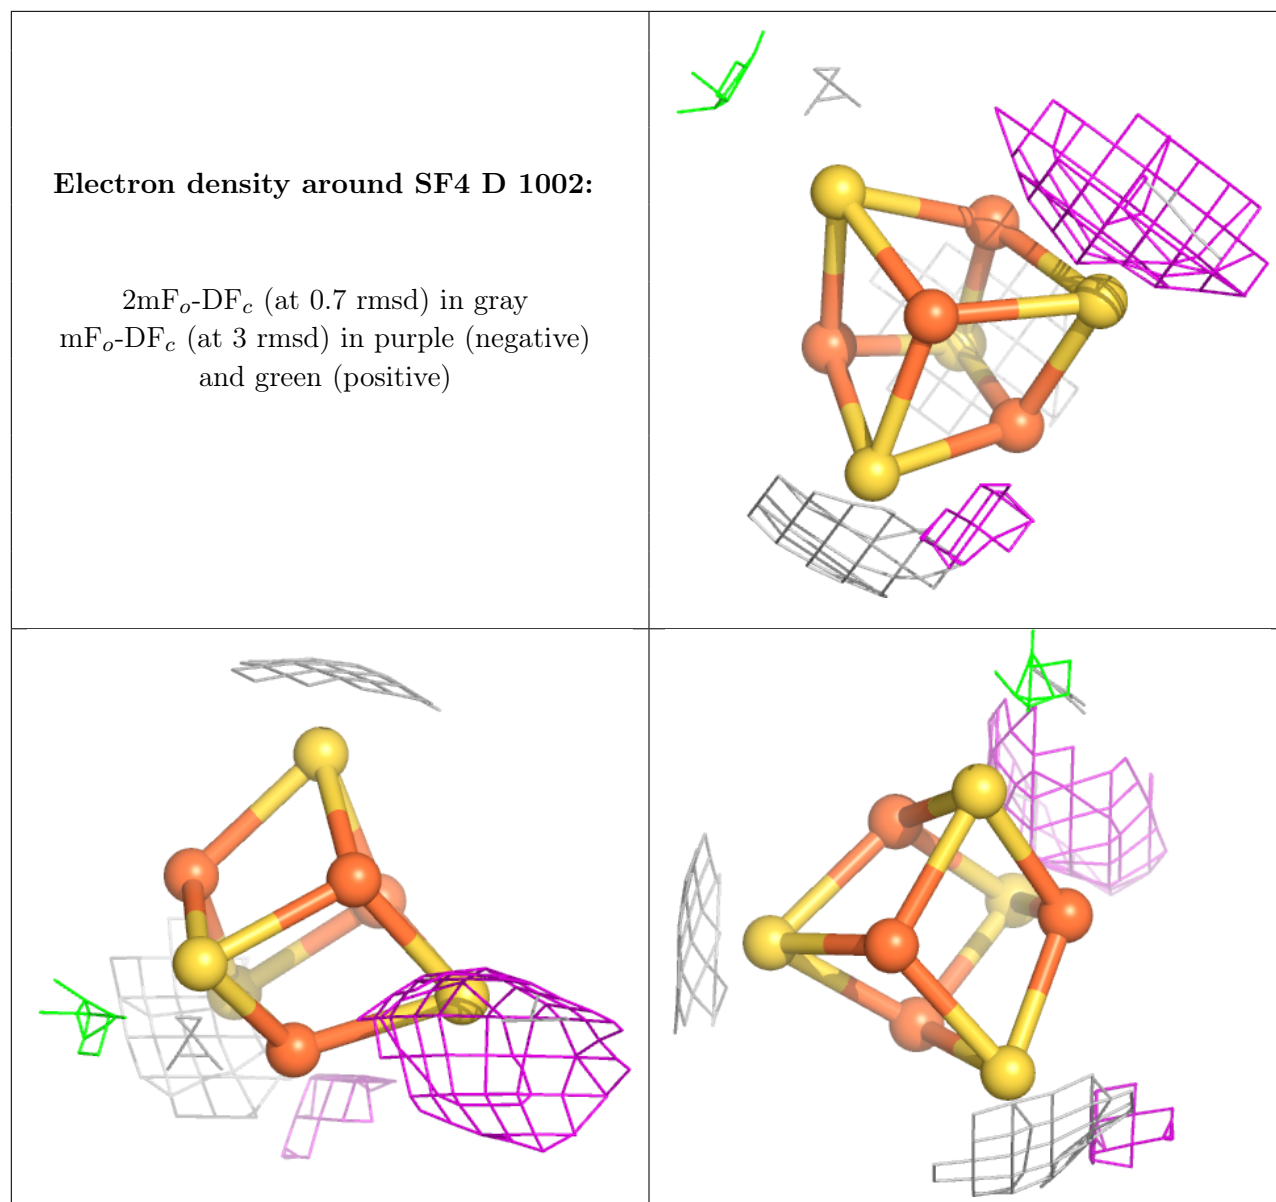 Electron density around SF4 D 1002:
2mFo-DFc (at 0.7 rmsd) in gray
mFo-DFc (at 3 rmsd) in purple (negative)
and green (positive)